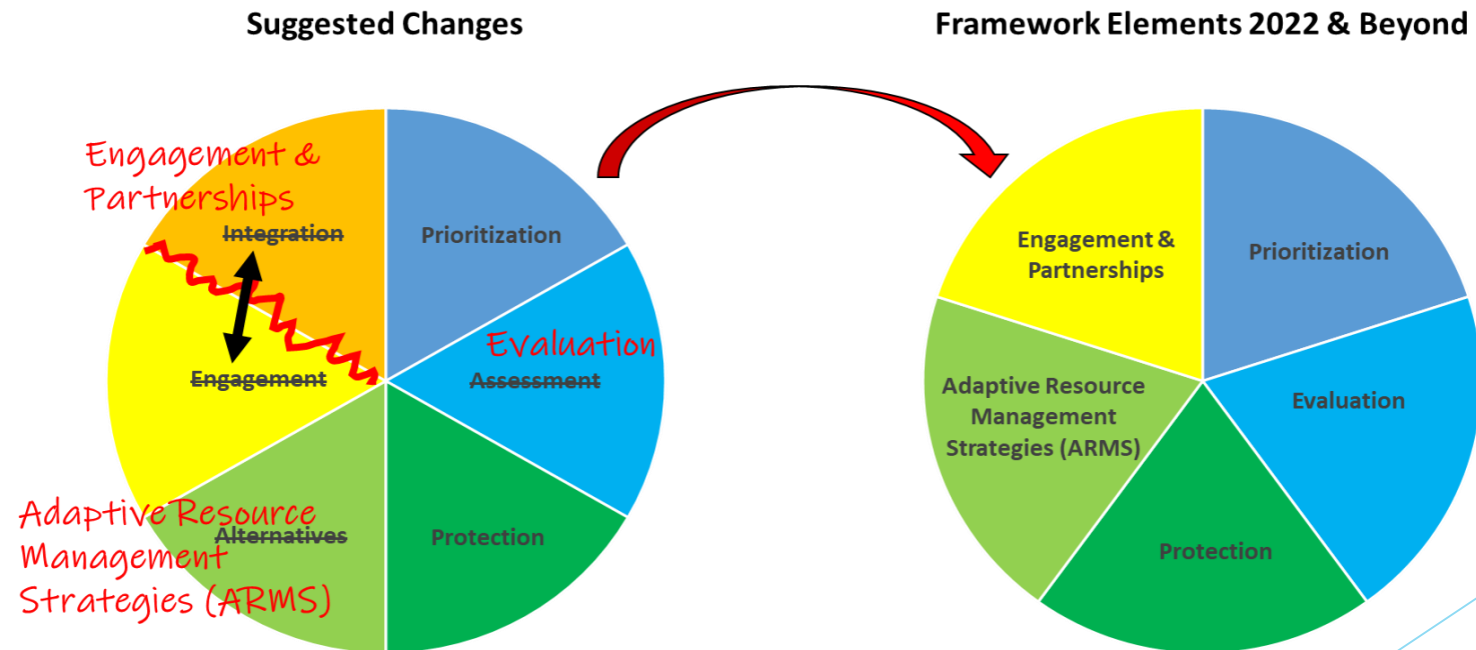 Suggested Changes
Engagement &
Partnerships
Integration
Prioritization
Evaluation
Assessment
Engagement
Adaptive Resource
Management
Strategies (ARMS)
Alternatives
Protection
Framework Elements 2022 & Beyond
Engagement &
Partnerships
Prioritization
Adaptive Resource
Management
Strategies (ARMS)
Evaluation
Protection